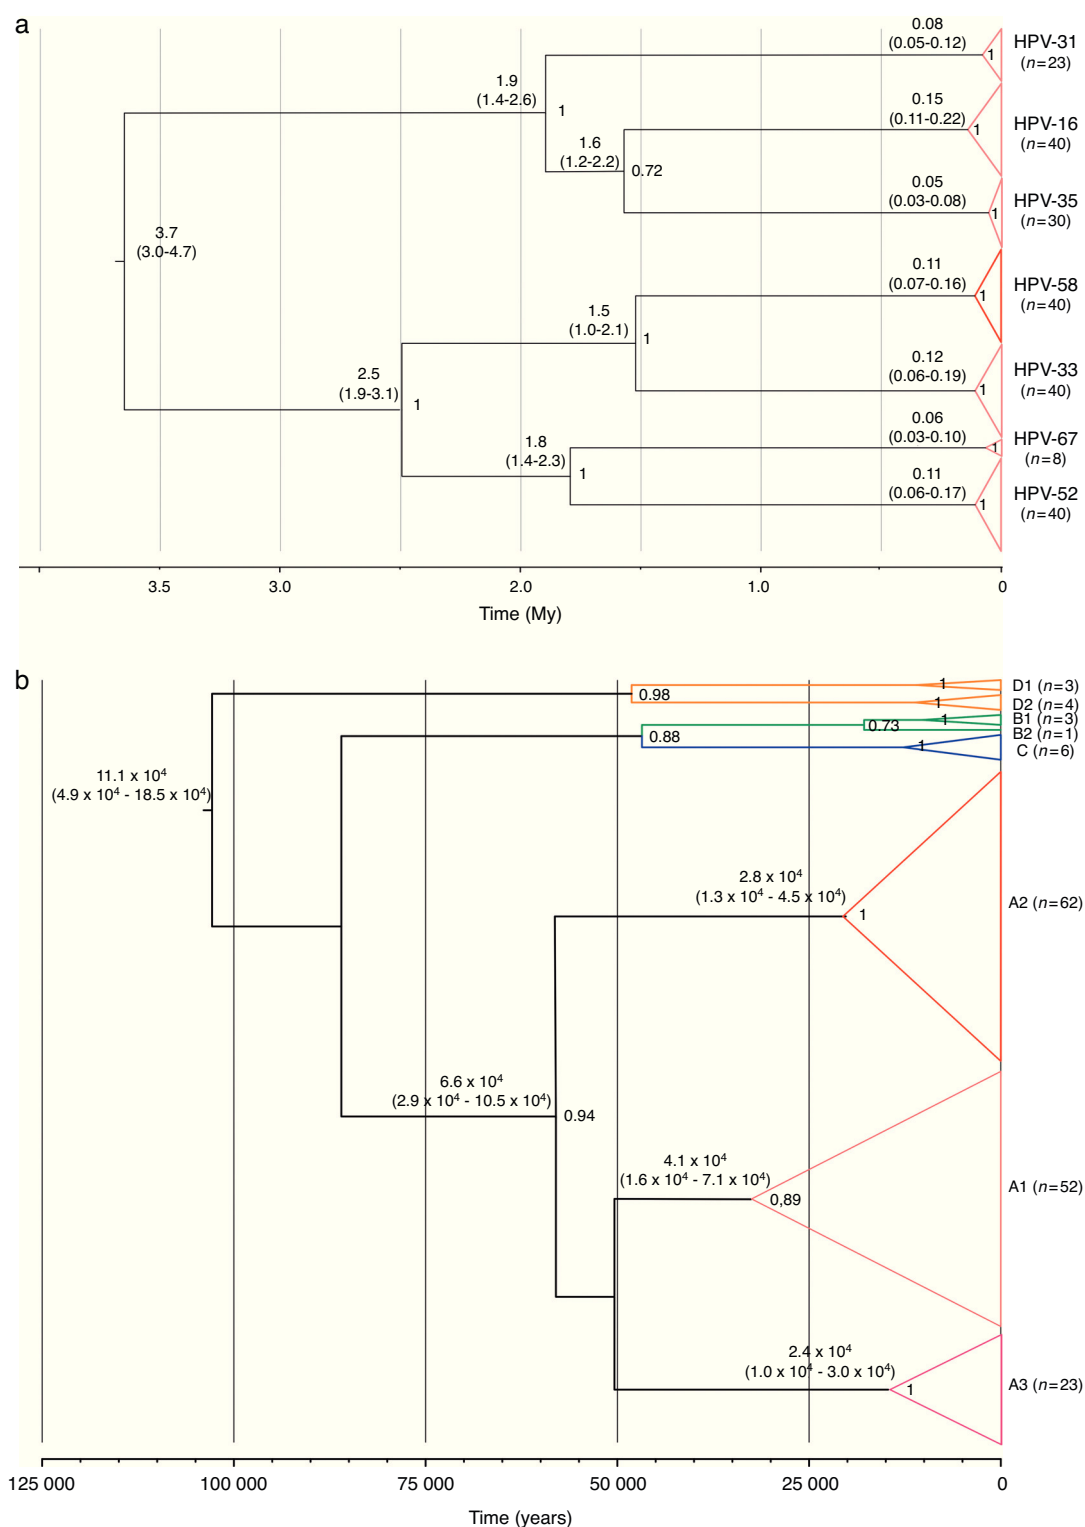 a
0.08
(0.05-0.12)
1
HPV-31
(n=23)
1.9
(1.4-2.6)
1
0.15
(0.11-0.22)
1
HPV-16
(n=40)
1.6
(1.2-2.2)
0.72
0.05
(0.03-0.08)
1
HPV-35
(n=30)
3.7
(3.0-4.7)
0.11
(0.07-0.16)
1
HPV-58
(n=40)
1.5
(1.0-2.1)
1
0.12
(0.06-0.19)
1
HPV-33
(n=40)
2.5
(1.9-3.1)
1
0.06
(0.03-0.10)
1
HPV-67
(n=8)
1.8
(1.4-2.3)
1
0.11
(0.06-0.17)
1
HPV-52
(n=40)
3.5 3.0 2.0 1.0 0
Time (My)
b
1
D1 (n=3)
0.98
1
D2 (n=4)
1
B1 (n=3)
0.73
B2 (n=1)
0.88
1
C (n=6)
11.1 x 10⁴
(4.9 x 10⁴ - 18.5 x 10⁴)
2.8 x 10⁴
(1.3 x 10⁴ - 4.5 x 10⁴)
1
A2 (n=62)
6.6 x 10⁴
(2.9 x 10⁴ - 10.5 x 10⁴)
0.94
4.1 x 10⁴
(1.6 x 10⁴ - 7.1 x 10⁴)
0,89
A1 (n=52)
2.4 x 10⁴
(1.0 x 10⁴ - 3.0 x 10⁴)
1
A3 (n=23)
125 000 100 000 75 000 50 000 25 000 0
Time (years)